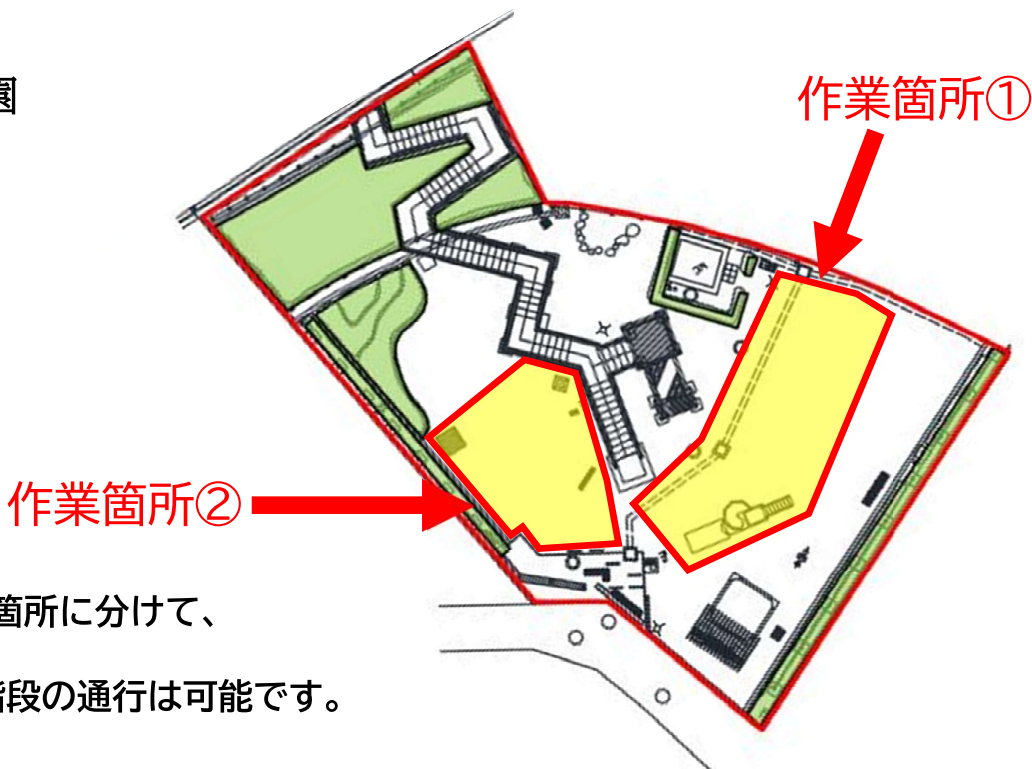 園
作業箇所①
作業箇所②
箇所に分けて、
階段の通行は可能です。